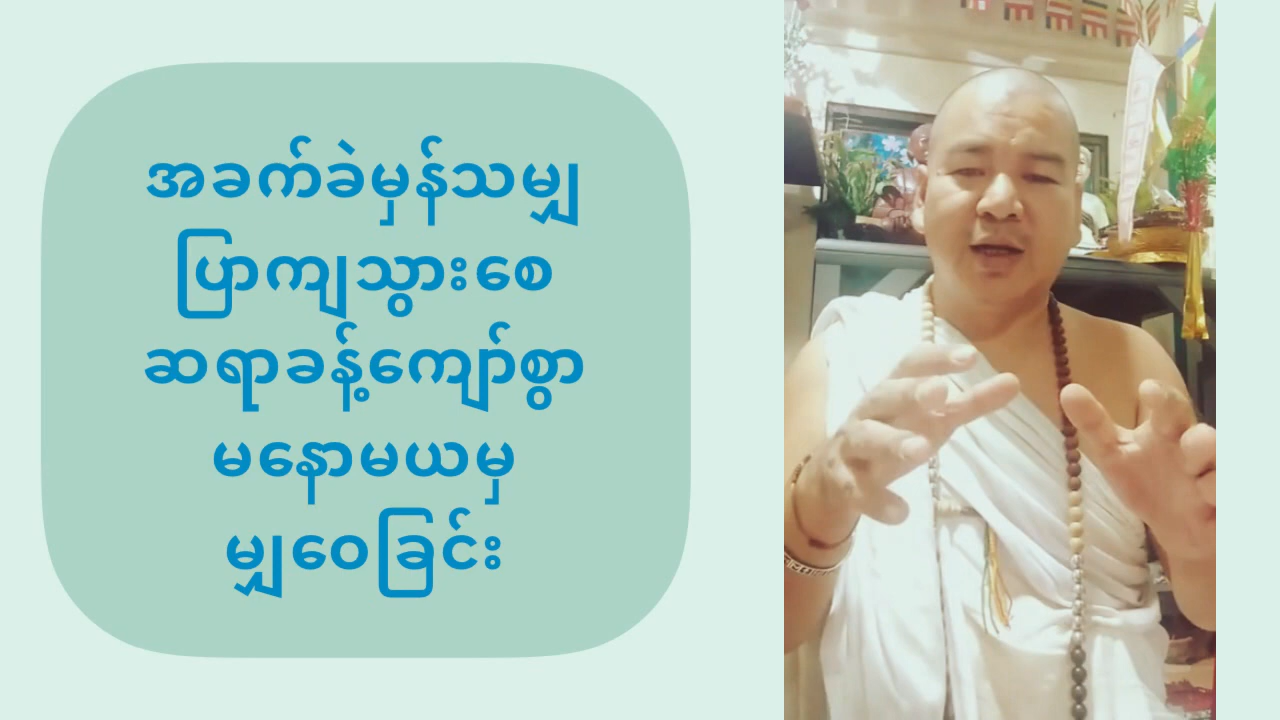 အခက်ခဲမှန်သမျှ
ပြာကျသွားစေ
ဆရာခန့်ကျော်စွာ
မနောမယမှ
မျှဝေခြင်း